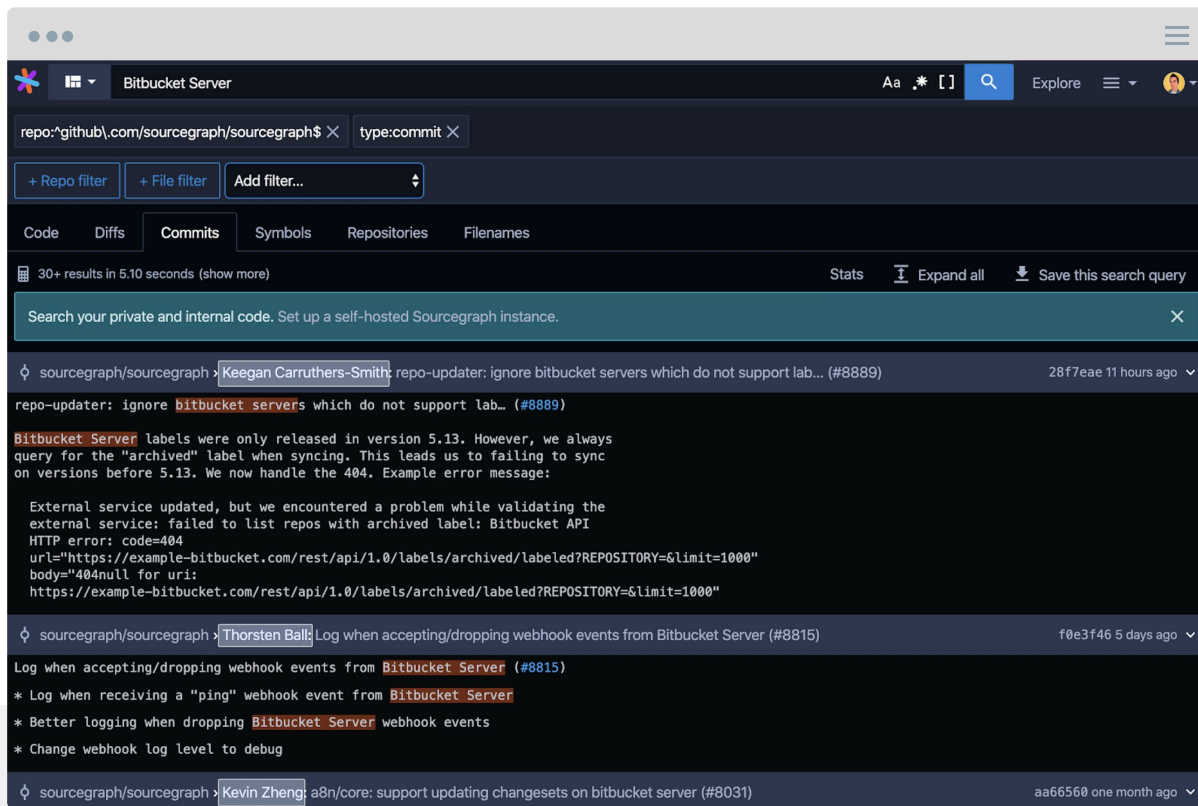 Bitbucket Server
Aa .* [] Explore
repo:^github\.com/sourcegraph/sourcegraph$ type:commit
+ Repo filter + File filter Add filter...
Code Diffs Commits Symbols Repositories Filenames
30+ results in 5.10 seconds (show more) Stats Expand all Save this search query
Search your private and internal code. Set up a self-hosted Sourcegraph instance.
sourcegraph/sourcegraph › Keegan Carruthers-Smith: repo-updater: ignore bitbucket servers which do not support lab... (#8889) 28f7eae 11 hours ago
repo-updater: ignore bitbucket servers which do not support lab… (#8889)
Bitbucket Server labels were only released in version 5.13. However, we always
query for the "archived" label when syncing. This leads us to failing to sync
on versions before 5.13. We now handle the 404. Example error message:
External service updated, but we encountered a problem while validating the
external service: failed to list repos with archived label: Bitbucket API
HTTP error: code=404
url="https://example-bitbucket.com/rest/api/1.0/labels/archived/labeled?REPOSITORY=&limit=1000"
body="404null for uri:
https://example-bitbucket.com/rest/api/1.0/labels/archived/labeled?REPOSITORY=&limit=1000"
sourcegraph/sourcegraph › Thorsten Ball: Log when accepting/dropping webhook events from Bitbucket Server (#8815) f0e3f46 5 days ago
Log when accepting/dropping webhook events from Bitbucket Server (#8815)
* Log when receiving a "ping" webhook event from Bitbucket Server
* Better logging when dropping Bitbucket Server webhook events
* Change webhook log level to debug
sourcegraph/sourcegraph › Kevin Zheng: a8n/core: support updating changesets on bitbucket server (#8031) aa66560 one month ago